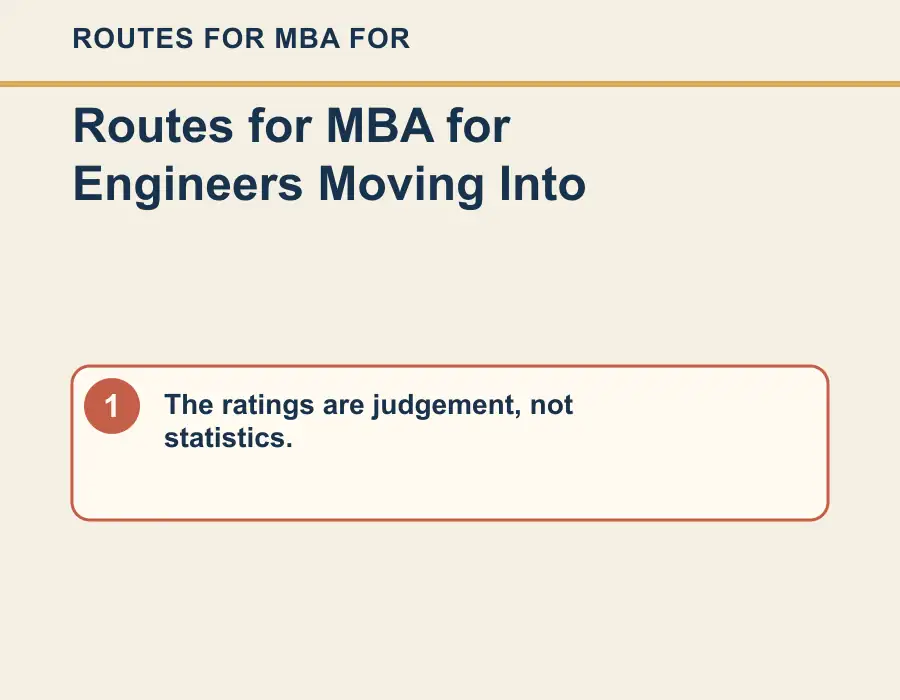 ROUTES FOR MBA FOR
Routes for MBA for
Engineers Moving Into
1
The ratings are judgement, not
statistics.